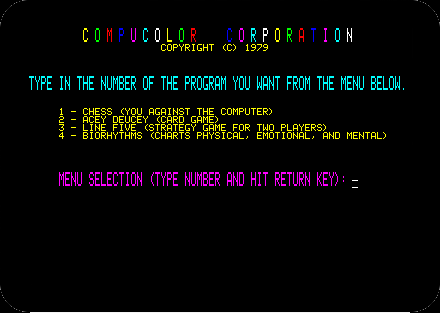 COMPUCOLOR CORPORATION
COPYRIGHT (C) 1979
TYPE IN THE NUMBER OF THE PROGRAM YOU WANT FROM THE MENU BELOW.
1 - CHESS (YOU AGAINST THE COMPUTER)
2 - ACEY DEUCEY (CARD GAME)
3 - LINE FIVE (STRATEGY GAME FOR TWO PLAYERS)
4 - BIORHYTHMS (CHARTS PHYSICAL, EMOTIONAL, AND MENTAL)
MENU SELECTION (TYPE NUMBER AND HIT RETURN KEY): _